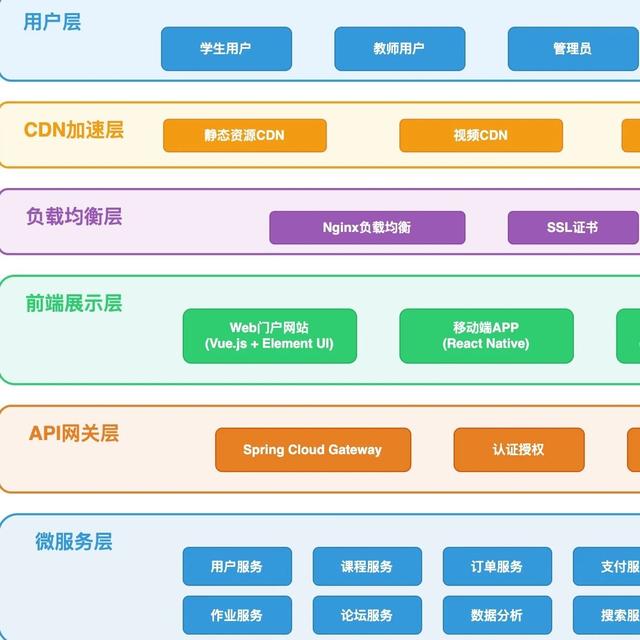 用户层
学生用户
教师用户
管理员
CDN加速层
静态资源CDN
视频CDN
负载均衡层
Nginx负载均衡
SSL证书
前端展示层
Web门户网站
(Vue.js + Element UI)
移动端APP
(React Native)
API网关层
Spring Cloud Gateway
认证授权
微服务层
用户服务
课程服务
订单服务
支付服
作业服务
论坛服务
数据分析
搜索服